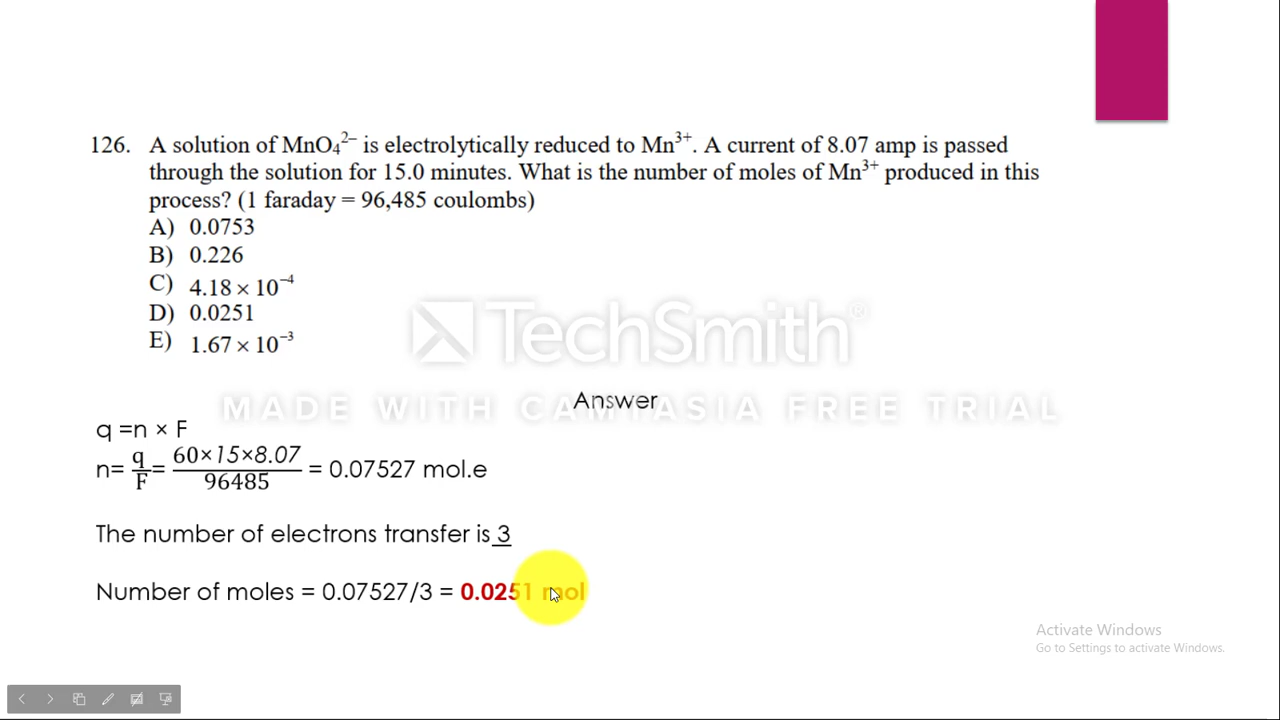 126. A solution of MnO₄²⁻ is electrolytically reduced to Mn³⁺. A current of 8.07 amp is passed
through the solution for 15.0 minutes. What is the number of moles of Mn³⁺ produced in this
process? (1 faraday = 96,485 coulombs)
A) 0.0753
B) 0.226
C) 4.18 × 10⁻⁴
D) 0.0251
E) 1.67 × 10⁻³
TechSmith®
MADE WITH CAMTASIA FREE TRIAL
Answer
q =n × F
n= q/F = 60×15×8.07/96485 = 0.07527 mol.e
The number of electrons transfer is 3
Number of moles = 0.07527/3 = 0.0251 mol
Activate Windows
Go to Settings to activate Windows.